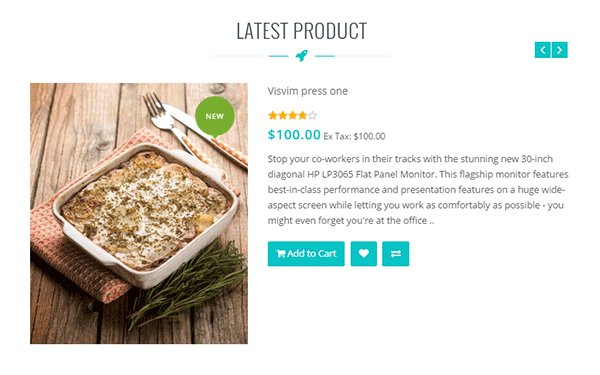 LATEST PRODUCT
NEW
Visvim press one
$100.00 Ex Tax: $100.00
Stop your co-workers in their tracks with the stunning new 30-inch
diagonal HP LP3065 Flat Panel Monitor. This flagship monitor features
best-in-class performance and presentation features on a huge wide-
aspect screen while letting you work as comfortably as possible - you
might even forget you're at the office ..
Add to Cart